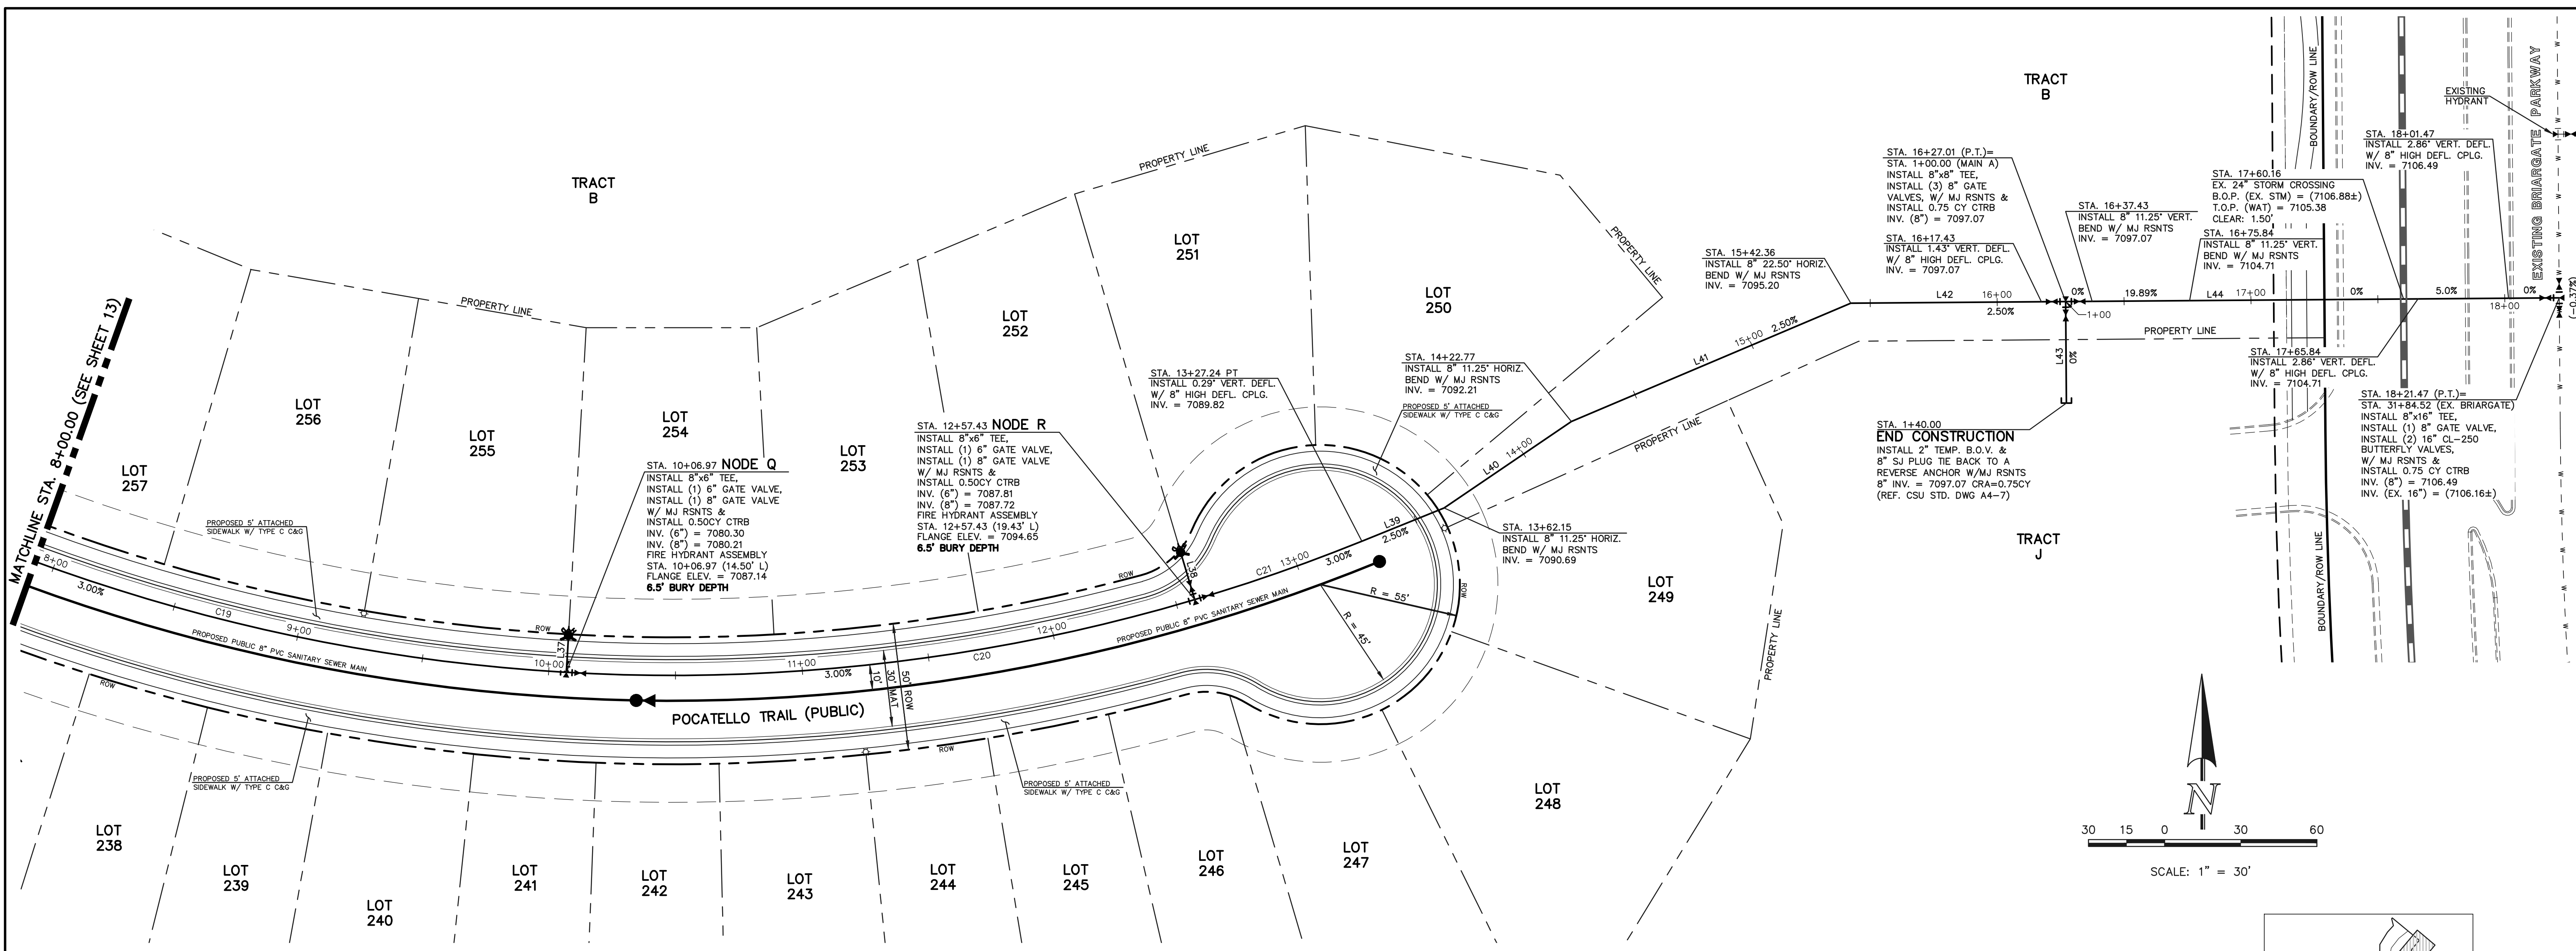 MATCHLINE STA. 8+00.00 (SEE SHEET 13)
TRACT
B
LOT
257
LOT
256
LOT
255
LOT
254
LOT
253
LOT
252
LOT
251
LOT
250
LOT
249
LOT
248
LOT
247
LOT
246
LOT
245
LOT
244
LOT
243
LOT
242
LOT
241
LOT
240
LOT
239
LOT
238
PROPERTY LINE
PROPERTY LINE
PROPERTY LINE
PROPERTY LINE
PROPERTY LINE
PROPERTY LINE
PROPOSED 5' ATTACHED
SIDEWALK W/ TYPE C C&G
PROPOSED 5' ATTACHED
SIDEWALK W/ TYPE C C&G
PROPOSED 5' ATTACHED
SIDEWALK W/ TYPE C C&G
PROPOSED 5' ATTACHED
SIDEWALK W/ TYPE C C&G
STA. 10+06.97 NODE Q
INSTALL 8"x6" TEE,
INSTALL (1) 6" GATE VALVE,
INSTALL (1) 8" GATE VALVE
W/ MJ RSNTS &
INSTALL 0.50CY CTRB
INV. (6") = 7080.30
INV. (8") = 7080.21
FIRE HYDRANT ASSEMBLY
STA. 10+06.97 (14.50' L)
FLANGE ELEV. = 7087.14
6.5' BURY DEPTH
STA. 12+57.43 NODE R
INSTALL 8"x6" TEE,
INSTALL (1) 6" GATE VALVE,
INSTALL (1) 8" GATE VALVE
W/ MJ RSNTS &
INSTALL 0.50CY CTRB
INV. (6") = 7087.81
INV. (8") = 7087.72
FIRE HYDRANT ASSEMBLY
STA. 12+57.43 (19.43' L)
FLANGE ELEV. = 7094.65
6.5' BURY DEPTH
STA. 13+27.24 PT
INSTALL 0.29° VERT. DEFL.
W/ 8" HIGH DEFL. CPLG.
INV. = 7089.82
STA. 14+22.77
INSTALL 8" 11.25° HORIZ.
BEND W/ MJ RSNTS
INV. = 7092.21
STA. 13+62.15
INSTALL 8" 11.25° HORIZ.
BEND W/ MJ RSNTS
INV. = 7090.69
STA. 15+42.36
INSTALL 8" 22.50° HORIZ.
BEND W/ MJ RSNTS
INV. = 7095.20
STA. 16+27.01 (P.T.)=
STA. 1+00.00 (MAIN A)
INSTALL 8"x8" TEE,
INSTALL (3) 8" GATE
VALVES, W/ MJ RSNTS &
INSTALL 0.75 CY CTRB
INV. (8") = 7097.07
STA. 16+17.43
INSTALL 1.43° VERT. DEFL.
W/ 8" HIGH DEFL. CPLG.
INV. = 7097.07
STA. 16+37.43
INSTALL 8" 11.25° VERT.
BEND W/ MJ RSNTS
INV. = 7097.07
STA. 17+60.16
EX. 24" STORM CROSSING
B.O.P. (EX. STM) = (7106.88±)
T.O.P. (WAT) = 7105.38
CLEAR: 1.50'
STA. 16+75.84
INSTALL 8" 11.25° VERT.
BEND W/ MJ RSNTS
INV. = 7104.71
STA. 18+01.47
INSTALL 2.86° VERT. DEFL.
W/ 8" HIGH DEFL. CPLG.
INV. = 7106.49
EXISTING
HYDRANT
EXISTING BRIARGATE PARKWAY
STA. 17+65.84
INSTALL 2.86° VERT. DEFL.
W/ 8" HIGH DEFL. CPLG.
INV. = 7104.71
STA. 18+21.47 (P.T.)=
STA. 31+84.52 (EX. BRIARGATE)
INSTALL 8"x16" TEE,
INSTALL (1) 8" GATE VALVE,
INSTALL (2) 16" CL-250
BUTTERFLY VALVES,
W/ MJ RSNTS &
INSTALL 0.75 CY CTRB
INV. (8") = 7106.49
INV. (EX. 16") = (7106.16±)
STA. 1+40.00
END CONSTRUCTION
INSTALL 2" TEMP. B.O.V. &
8" SJ PLUG TIE BACK TO A
REVERSE ANCHOR W/MJ RSNTS
8" INV. = 7097.07 CRA=0.75CY
(REF. CSU STD. DWG A4-7)
TRACT
B
TRACT
J
BOUNDARY/ROW LINE
BOUNDARY/ROW LINE
8+00
3.00%
C19
9+00
10+00
L37
11+00
3.00%
C20
12+00
L38
C21
13+00
3.00%
L39
2.50%
L40
14+00
L41
15+00
2.50%
L42
16+00
2.50%
0%
1+00
L43
0%
19.89%
L44
17+00
0%
5.0%
0%
18+00
(-0.37%)
ROW
ROW
ROW
ROW
ROW
10'
30' MAT
50' ROW
R = 55'
R = 45'
PROPOSED PUBLIC 8" PVC SANITARY SEWER MAIN
PROPOSED PUBLIC 8" PVC SANITARY SEWER MAIN
POCATELLO TRAIL (PUBLIC)
W
W
W
W
W
W
W
W
W
W
W
W
N
30 15 0 30 60
SCALE: 1" = 30'